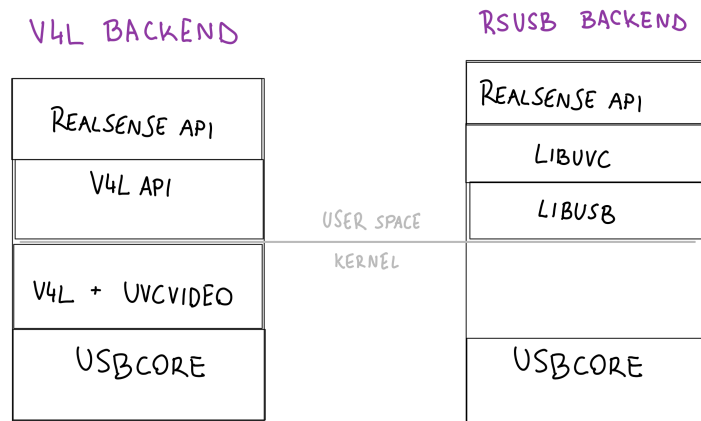 V4L BACKEND
REALSENSE API
V4L API
V4L + UVCVIDEO
USBCORE
USER SPACE
KERNEL
RSUSB BACKEND
REALSENSE API
LIBUVC
LIBUSB
USBCORE